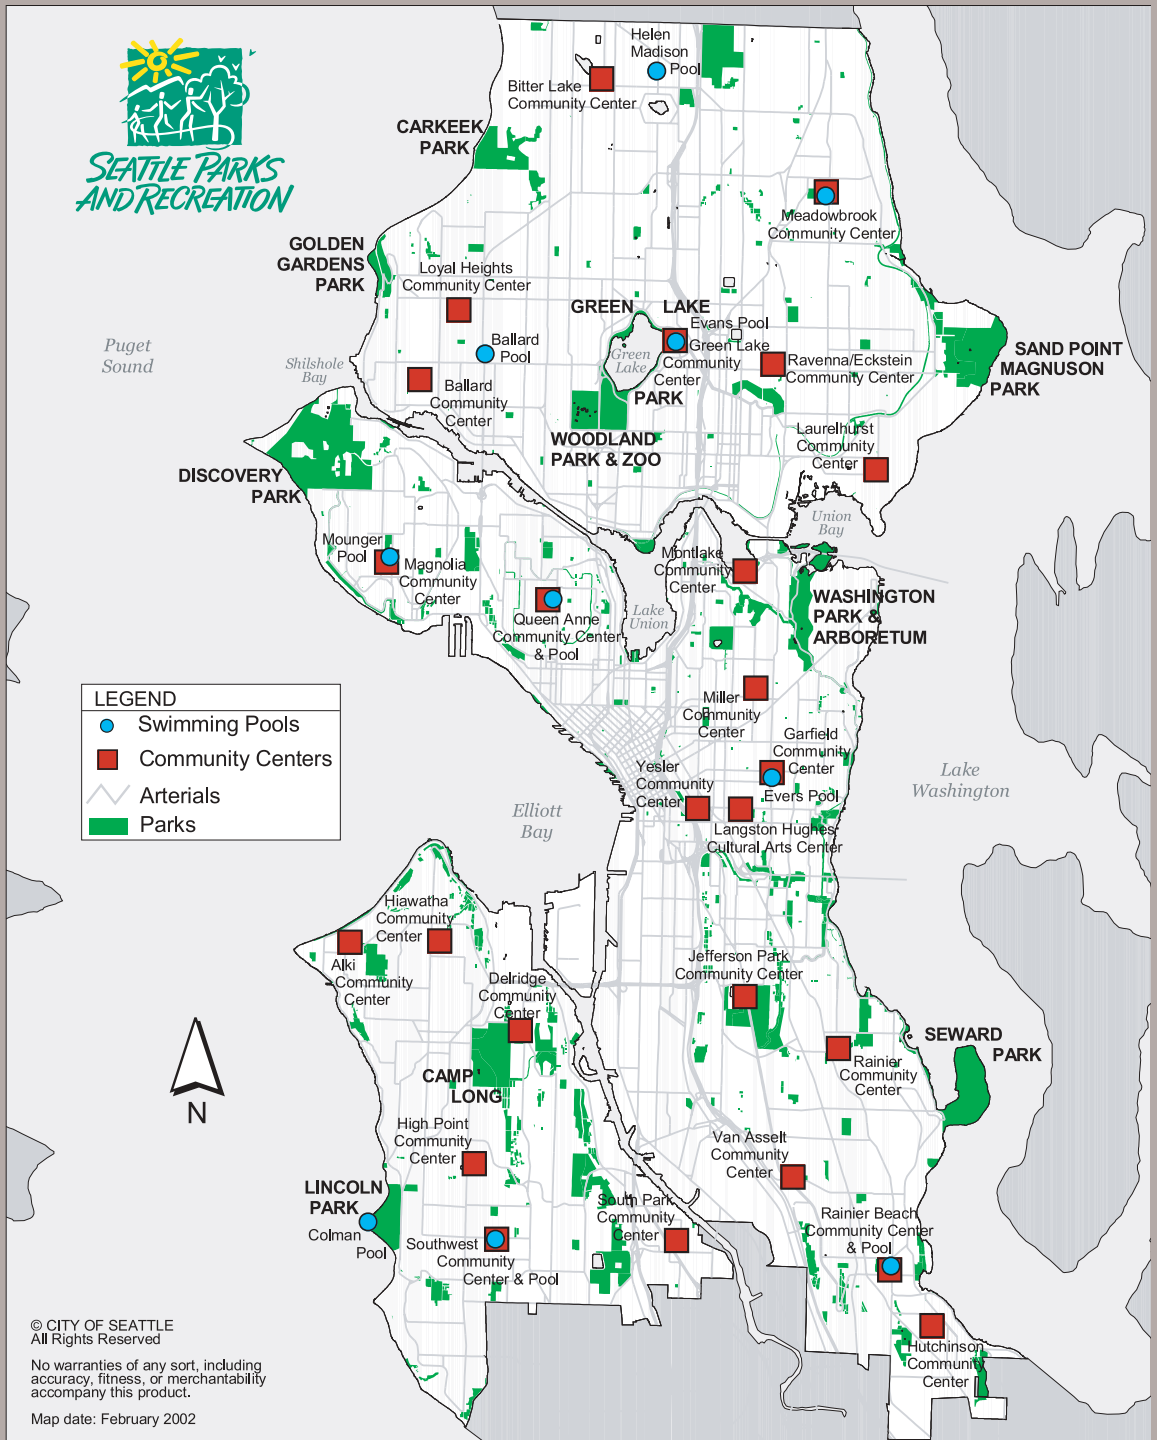 SEATTLE PARKS
AND RECREATION
Helen
Madison
Pool
Bitter Lake
Community Center
CARKEEK
PARK
Meadowbrook
Community Center
GOLDEN
GARDENS
PARK
Loyal Heights
Community Center
GREEN LAKE
PARK
Evans Pool
Green Lake
Community
Center
Green
Lake
Ballard
Pool
Puget
Sound
Shilshole
Bay
Ravenna/Eckstein
Community Center
SAND POINT
MAGNUSON
PARK
Ballard
Community
Center
WOODLAND
PARK & ZOO
Laurelhurst
Community
Center
DISCOVERY
PARK
Union
Bay
Mounger
Pool
Magnolia
Community
Center
Montlake
Community
Center
WASHINGTON
PARK &
ARBORETUM
Queen Anne
Community Center
& Pool
Lake
Union
LEGEND
Swimming Pools
Community Centers
Arterials
Parks
Miller
Community
Center
Garfield
Community
Center
Evers Pool
Yesler
Community
Center
Langston Hughes
Cultural Arts Center
Lake
Washington
Elliott
Bay
Hiawatha
Community
Center
Alki
Community
Center
Delridge
Community
Center
Jefferson Park
Community Center
SEWARD
PARK
Rainier
Community
Center
CAMP
LONG
N
High Point
Community
Center
Van Asselt
Community
Center
LINCOLN
PARK
Colman
Pool
South Park
Community
Center
Rainier Beach
Community Center
& Pool
Southwest
Community
Center & Pool
Hutchinson
Community
Center
© CITY OF SEATTLE
All Rights Reserved
No warranties of any sort, including
accuracy, fitness, or merchantability
accompany this product.
Map date: February 2002